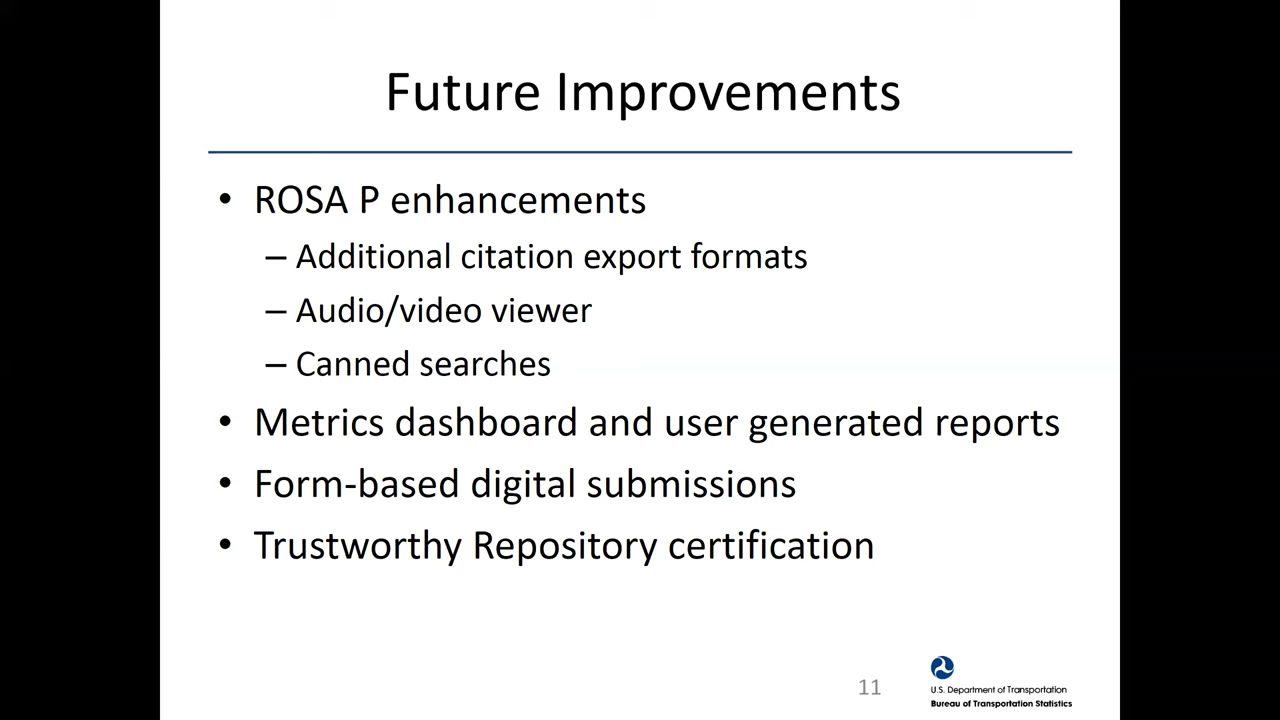 Future Improvements
• ROSA P enhancements
– Additional citation export formats
– Audio/video viewer
– Canned searches
• Metrics dashboard and user generated reports
• Form-based digital submissions
• Trustworthy Repository certification
11
U.S. Department of Transportation
Bureau of Transportation Statistics